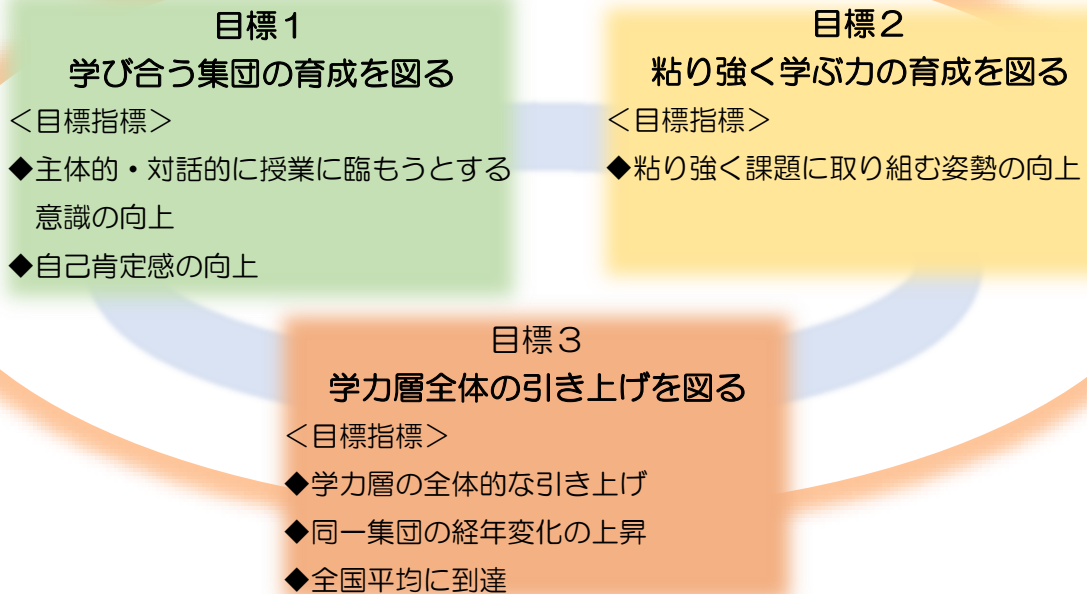 目標１
学び合う集団の育成を図る
＜目標指標＞
◆主体的・対話的に授業に臨もうとする
意識の向上
◆自己肯定感の向上
目標２
粘り強く学ぶ力の育成を図る
＜目標指標＞
◆粘り強く課題に取り組む姿勢の向上
目標３
学力層全体の引き上げを図る
＜目標指標＞
◆学力層の全体的な引き上げ
◆同一集団の経年変化の上昇
◆全国平均に到達